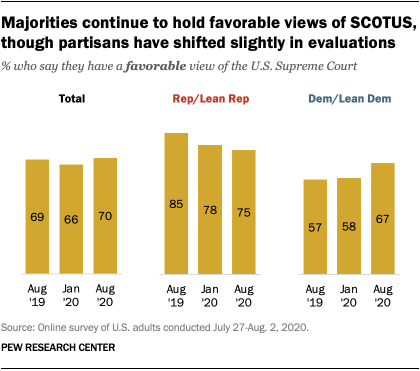 Majorities continue to hold favorable views of SCOTUS,
though partisans have shifted slightly in evaluations
% who say they have a favorable view of the U.S. Supreme Court
Total
69
66
70
Aug '19
Jan '20
Aug '20
Rep/Lean Rep
85
78
75
Aug '19
Jan '20
Aug '20
Dem/Lean Dem
57
58
67
Aug '19
Jan '20
Aug '20
Source: Online survey of U.S. adults conducted July 27-Aug. 2, 2020.
PEW RESEARCH CENTER